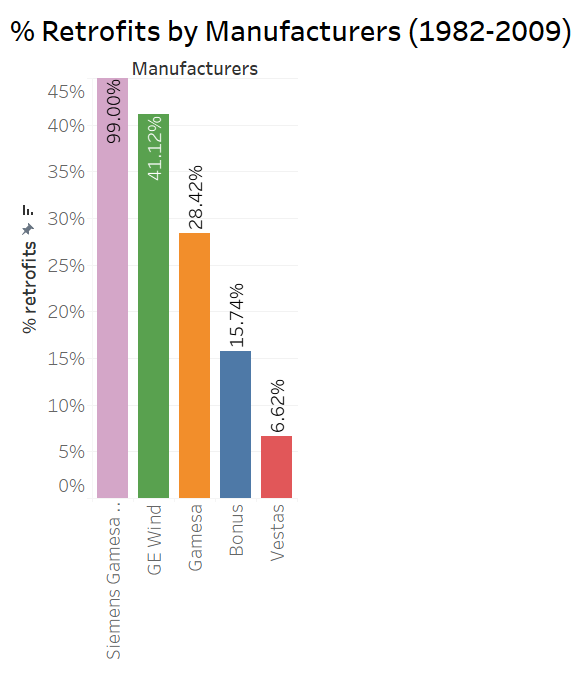 % Retrofits by Manufacturers (1982-2009)
Manufacturers
% retrofits
45%
40%
35%
30%
25%
20%
15%
10%
5%
0%
99.00%
41.12%
28.42%
15.74%
6.62%
Siemens Gamesa ..
GE Wind
Gamesa
Bonus
Vestas